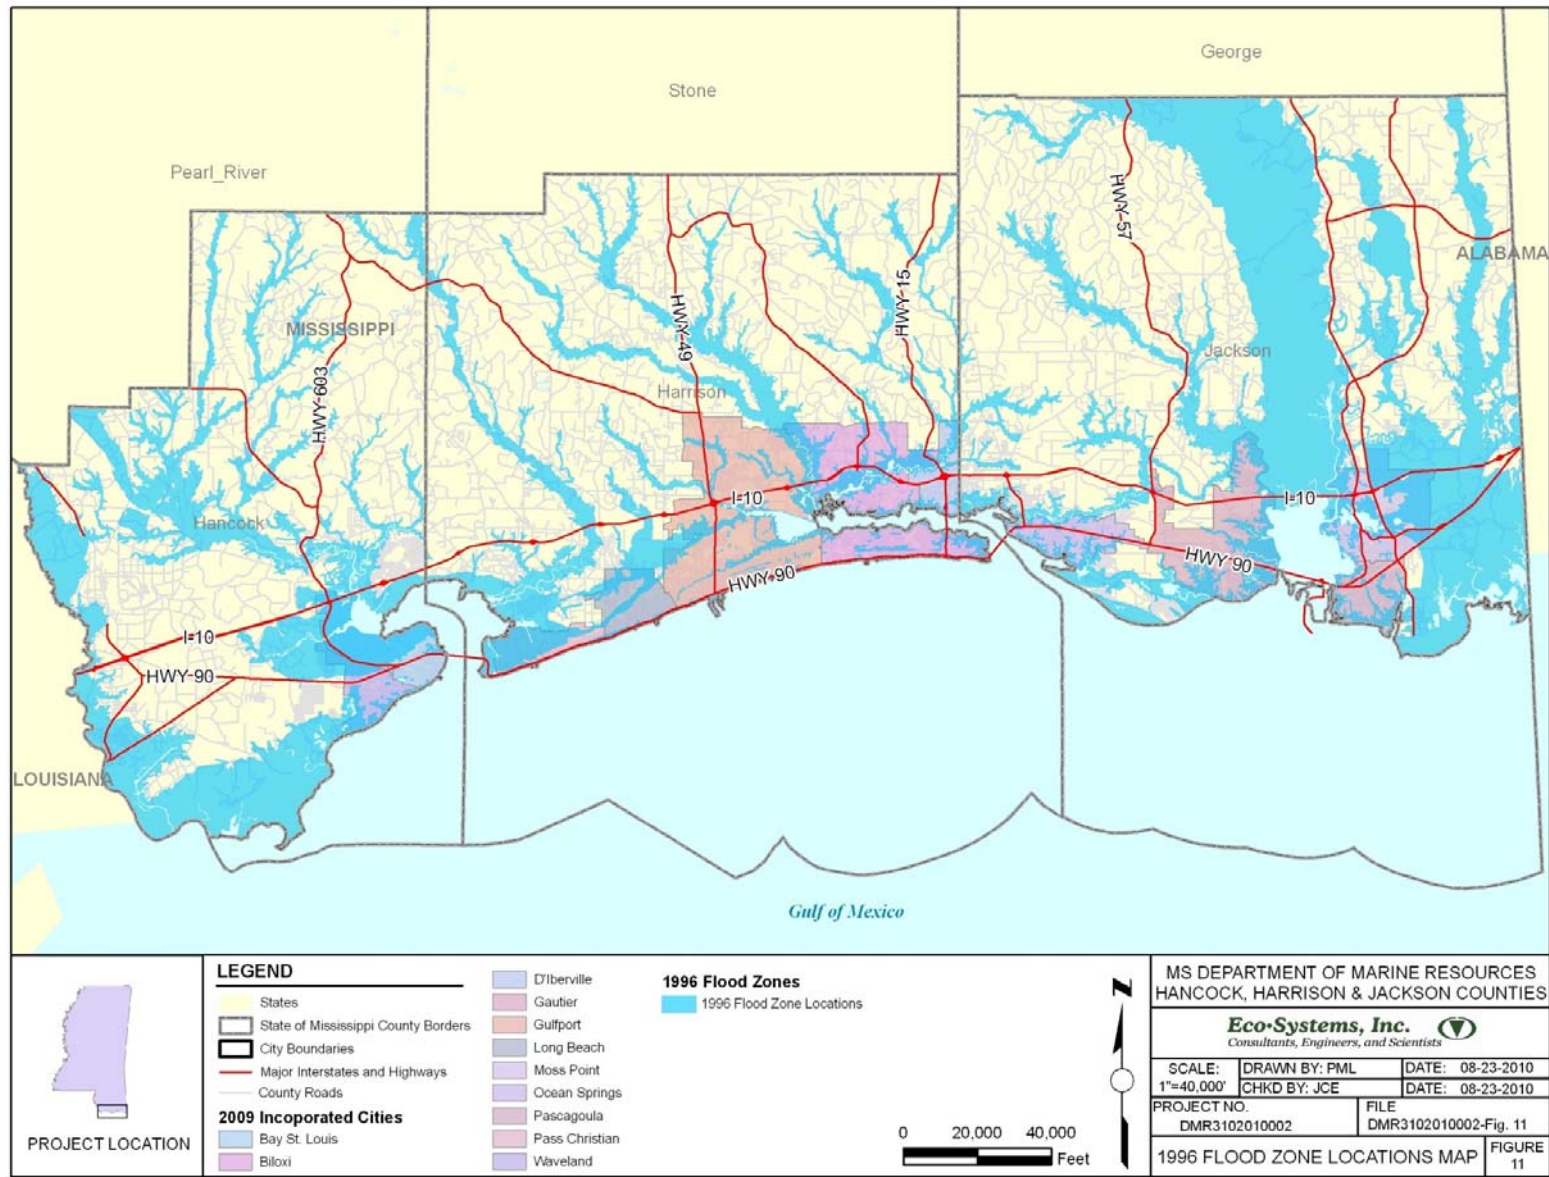 George
Stone
Pearl_River
HWY-57
ALABAMA
HWY-15
HWY-49
MISSISSIPPI
Jackson
HWY-603
Harrison
I-10
I-10
Hancock
HWY 90
HWY 90
I-10
HWY-90
LOUISIANA
Gulf of Mexico
PROJECT LOCATION
LEGEND
States
State of Mississippi County Borders
City Boundaries
Major Interstates and Highways
County Roads
2009 Incoporated Cities
Bay St. Louis
Biloxi
D'Iberville
Gautier
Gulfport
Long Beach
Moss Point
Ocean Springs
Pascagoula
Pass Christian
Waveland
1996 Flood Zones
1996 Flood Zone Locations
0 20,000 40,000
Feet
N
MS DEPARTMENT OF MARINE RESOURCES
HANCOCK, HARRISON & JACKSON COUNTIES
Eco-Systems, Inc.
Consultants, Engineers, and Scientists
SCALE:
1"=40,000'
DRAWN BY: PML
DATE: 08-23-2010
CHKD BY: JCE
DATE: 08-23-2010
PROJECT NO.
DMR3102010002
FILE
DMR3102010002-Fig. 11
1996 FLOOD ZONE LOCATIONS MAP
FIGURE
11